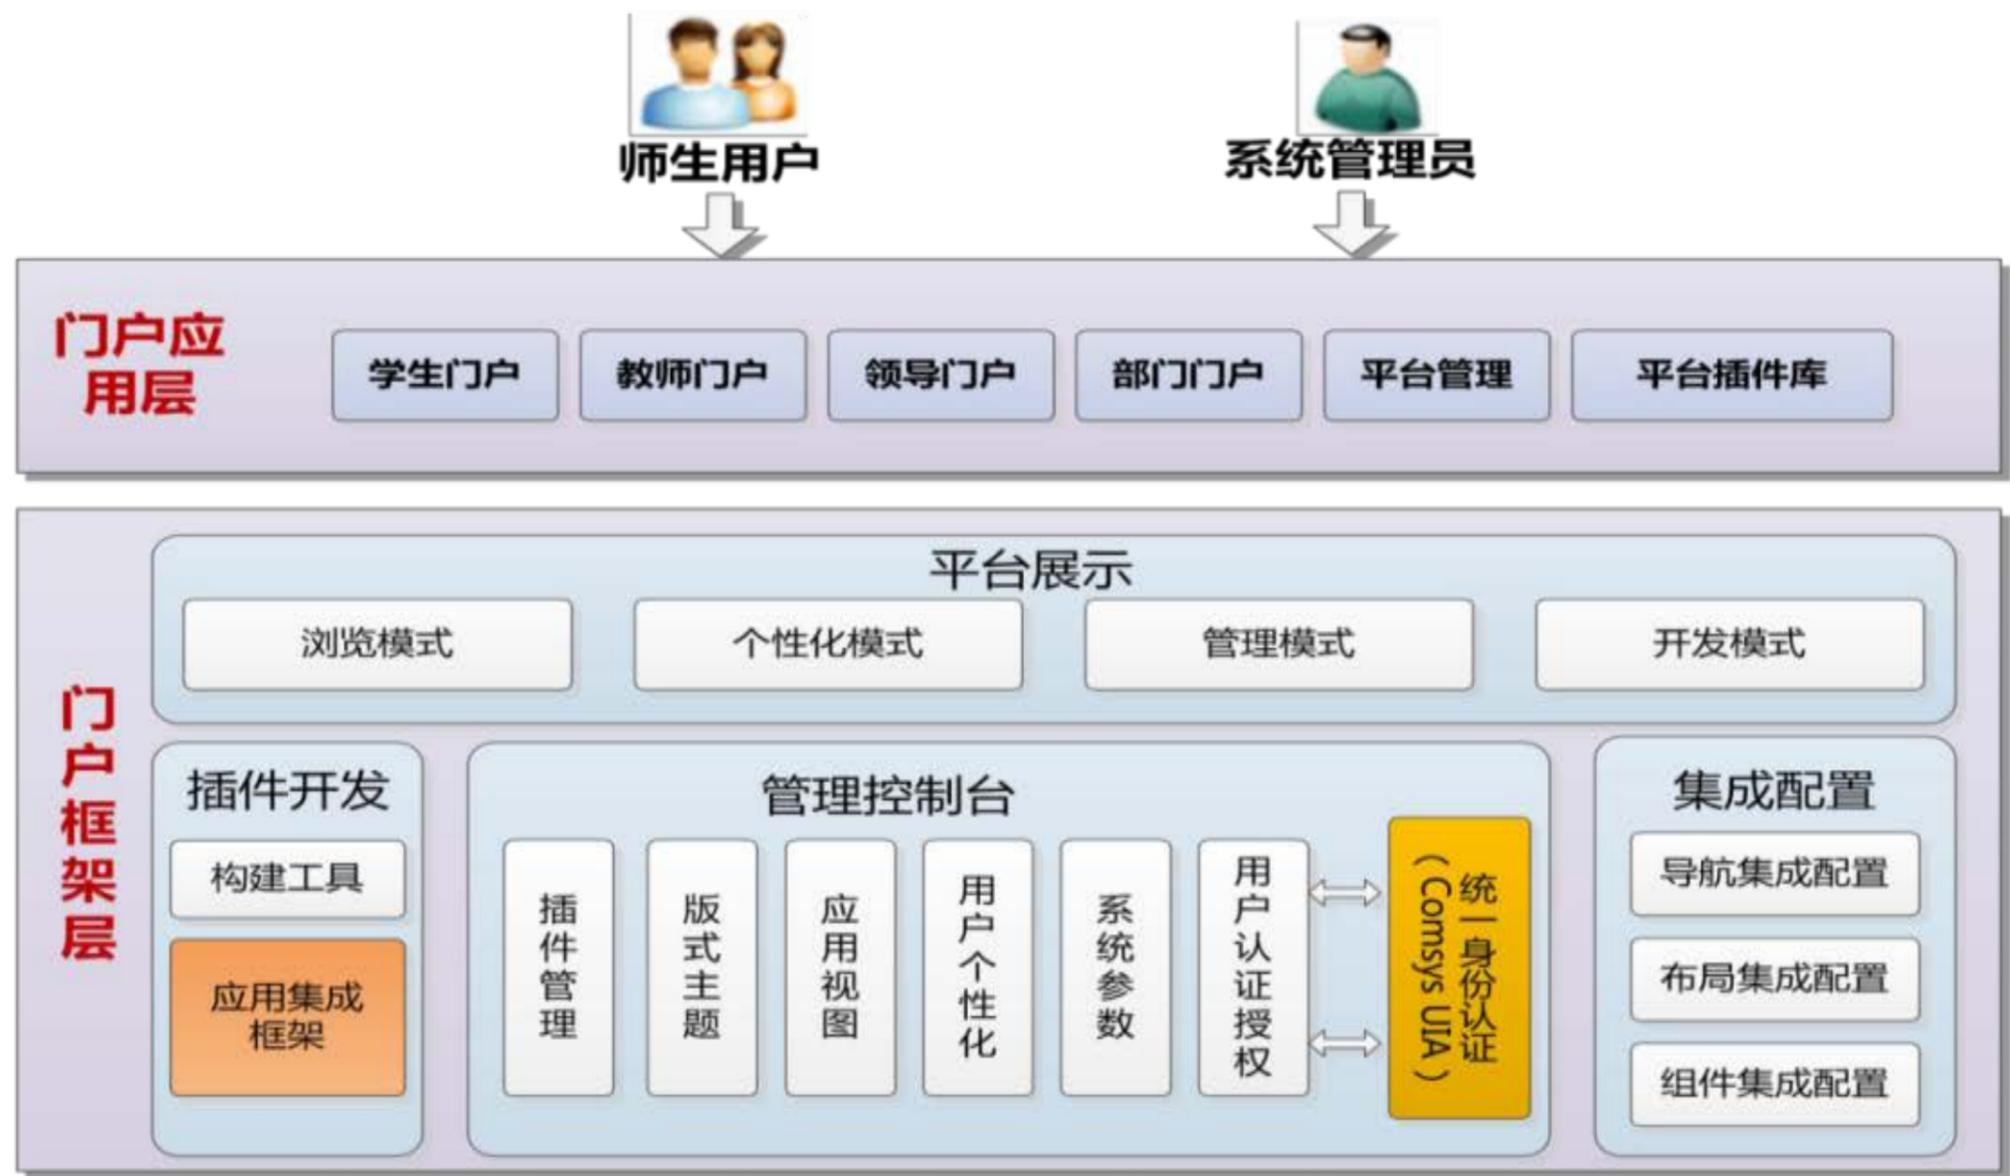 师生用户
系统管理员
门户应
用层
学生门户
教师门户
领导门户
部门门户
平台管理
平台插件库
门户框架层
平台展示
浏览模式
个性化模式
管理模式
开发模式
插件开发
构建工具
应用集成
框架
管理控制台
插件管理
版式主题
应用视图
用户个性化
系统参数
用户认证授权
统一身份认证
（Comsys UIA）
集成配置
导航集成配置
布局集成配置
组件集成配置